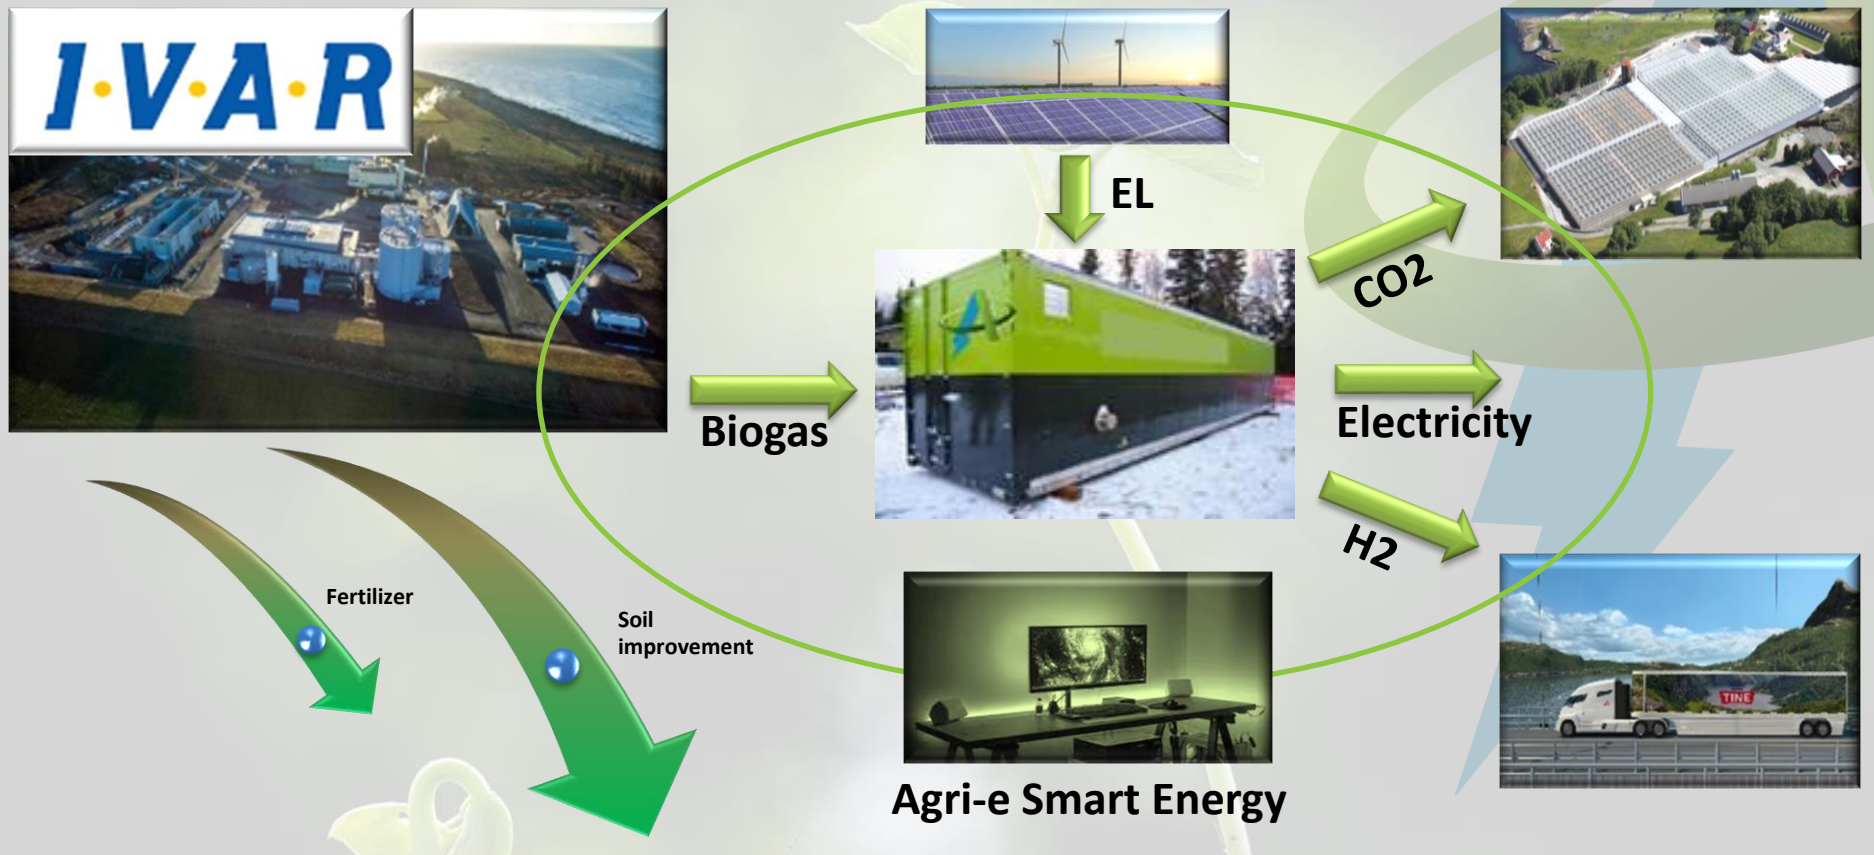 I·V·A·R
EL
CO2
Biogas
Electricity
H2
Fertilizer
Soil
improvement
TINE
Agri-e Smart Energy